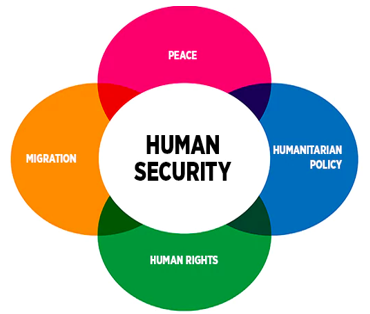 PEACE
MIGRATION
HUMAN
SECURITY
HUMANITARIAN
POLICY
HUMAN RIGHTS